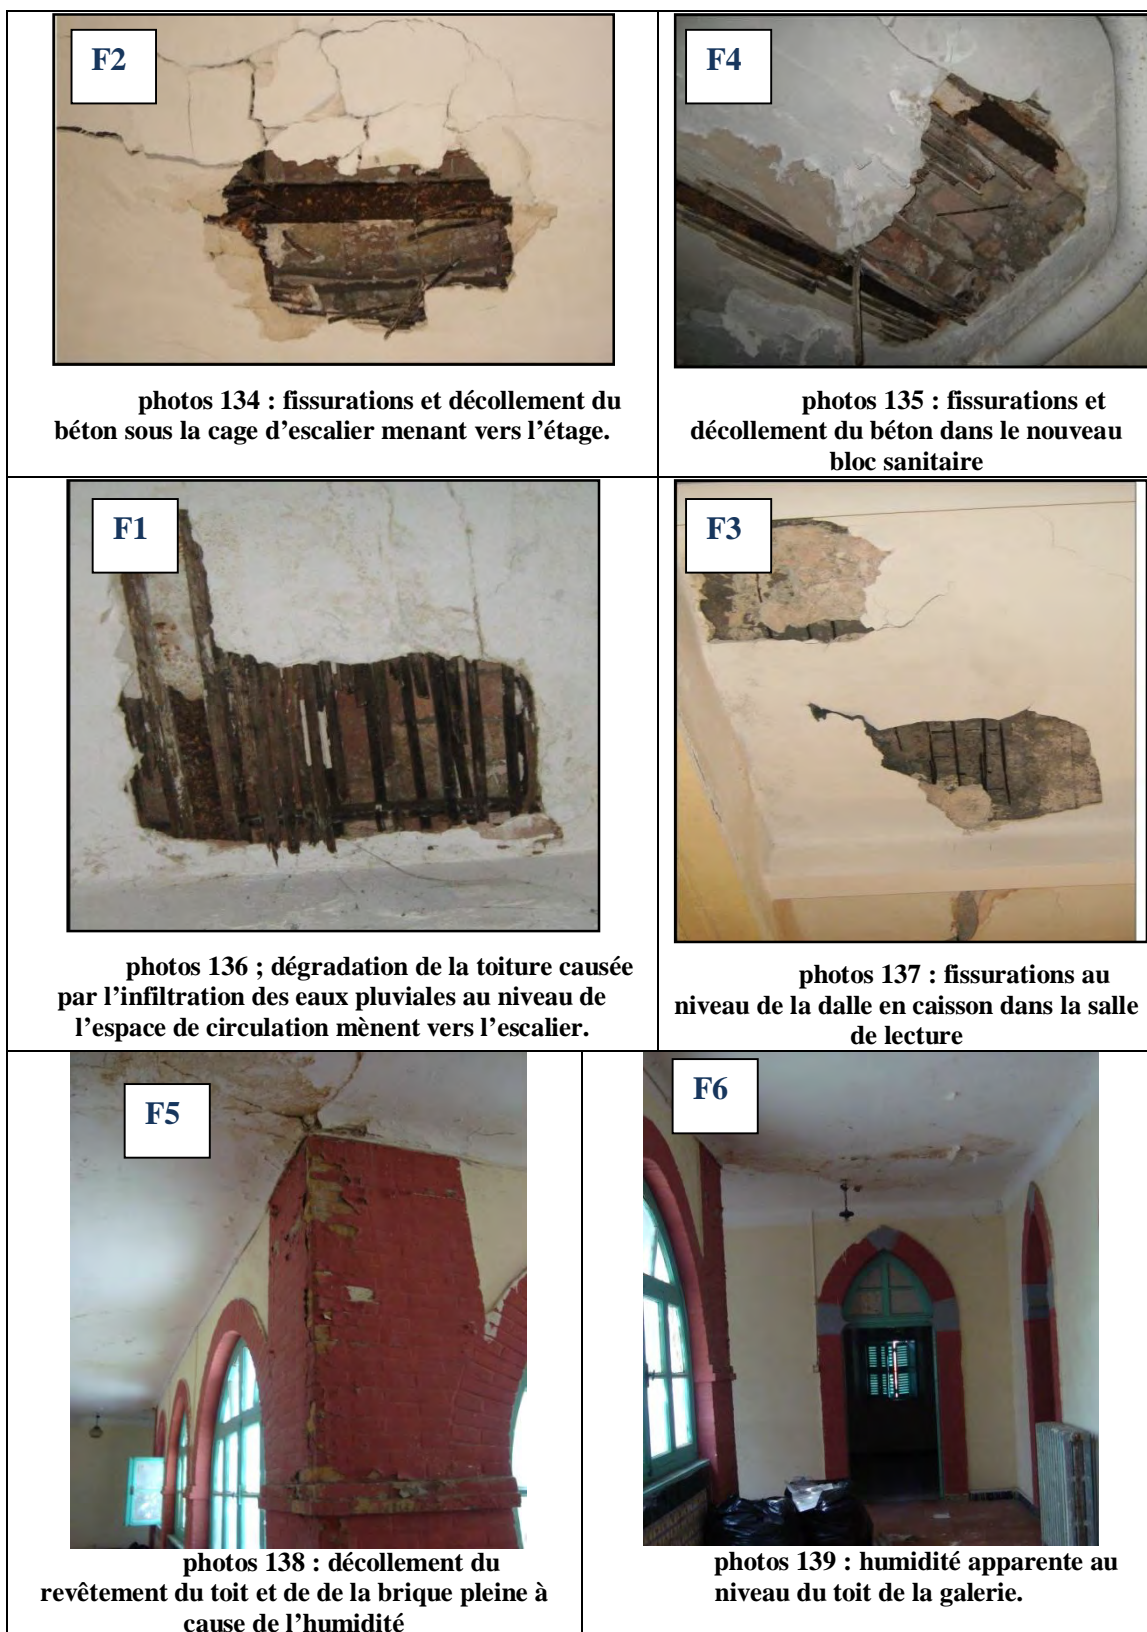 F2
photos 134 : fissurations et décollement du
béton sous la cage d'escalier menant vers l'étage.
F4
photos 135 : fissurations et
décollement du béton dans le nouveau
bloc sanitaire
F1
photos 136 ; dégradation de la toiture causée
par l'infiltration des eaux pluviales au niveau de
l'espace de circulation mènent vers l'escalier.
F3
photos 137 : fissurations au
niveau de la dalle en caisson dans la salle
de lecture
F5
photos 138 : décollement du
revêtement du toit et de de la brique pleine à
cause de l'humidité
F6
photos 139 : humidité apparente au
niveau du toit de la galerie.